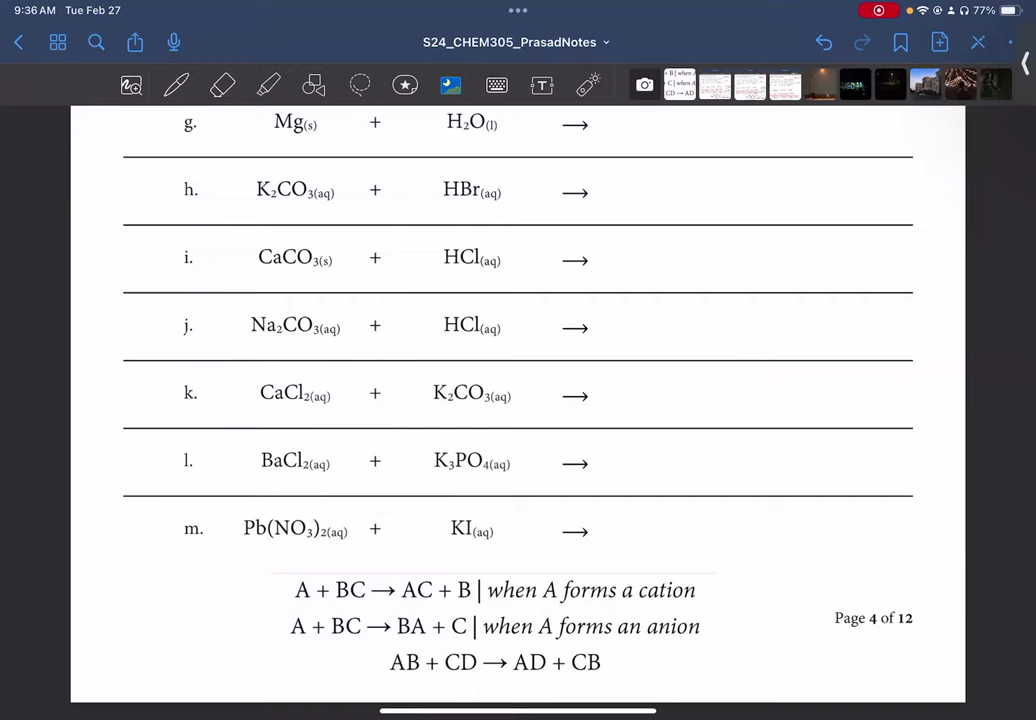 9:36 AM Tue Feb 27
77%
S24_CHEM305_PrasadNotes
g. Mg(s) + H₂O(l) ⟶
h. K₂CO₃(aq) + HBr(aq) ⟶
i. CaCO₃(s) + HCl(aq) ⟶
j. Na₂CO₃(aq) + HCl(aq) ⟶
k. CaCl₂(aq) + K₂CO₃(aq) ⟶
l. BaCl₂(aq) + K₃PO₄(aq) ⟶
m. Pb(NO₃)₂(aq) + KI(aq) ⟶
A + BC ⟶ AC + B | when A forms a cation
A + BC ⟶ BA + C | when A forms an anion
AB + CD ⟶ AD + CB
Page 4 of 12